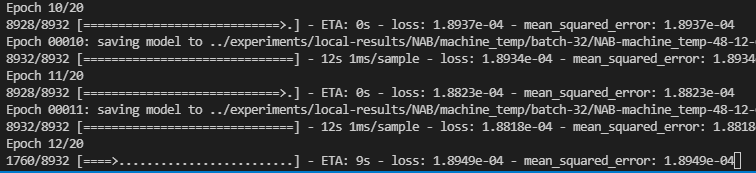 Epoch 10/20
8928/8932 [============================>.] - ETA: 0s - loss: 1.8937e-04 - mean_squared_error: 1.8937e-04
Epoch 00010: saving model to ../experiments/local-results/NAB/machine_temp/batch-32/NAB-machine_temp-48-12-
8932/8932 [==============================] - 12s 1ms/sample - loss: 1.8934e-04 - mean_squared_error: 1.8934
Epoch 11/20
8928/8932 [============================>.] - ETA: 0s - loss: 1.8823e-04 - mean_squared_error: 1.8823e-04
Epoch 00011: saving model to ../experiments/local-results/NAB/machine_temp/batch-32/NAB-machine_temp-48-12-
8932/8932 [==============================] - 12s 1ms/sample - loss: 1.8818e-04 - mean_squared_error: 1.8818
Epoch 12/20
1760/8932 [====>.........................] - ETA: 9s - loss: 1.8949e-04 - mean_squared_error: 1.8949e-04